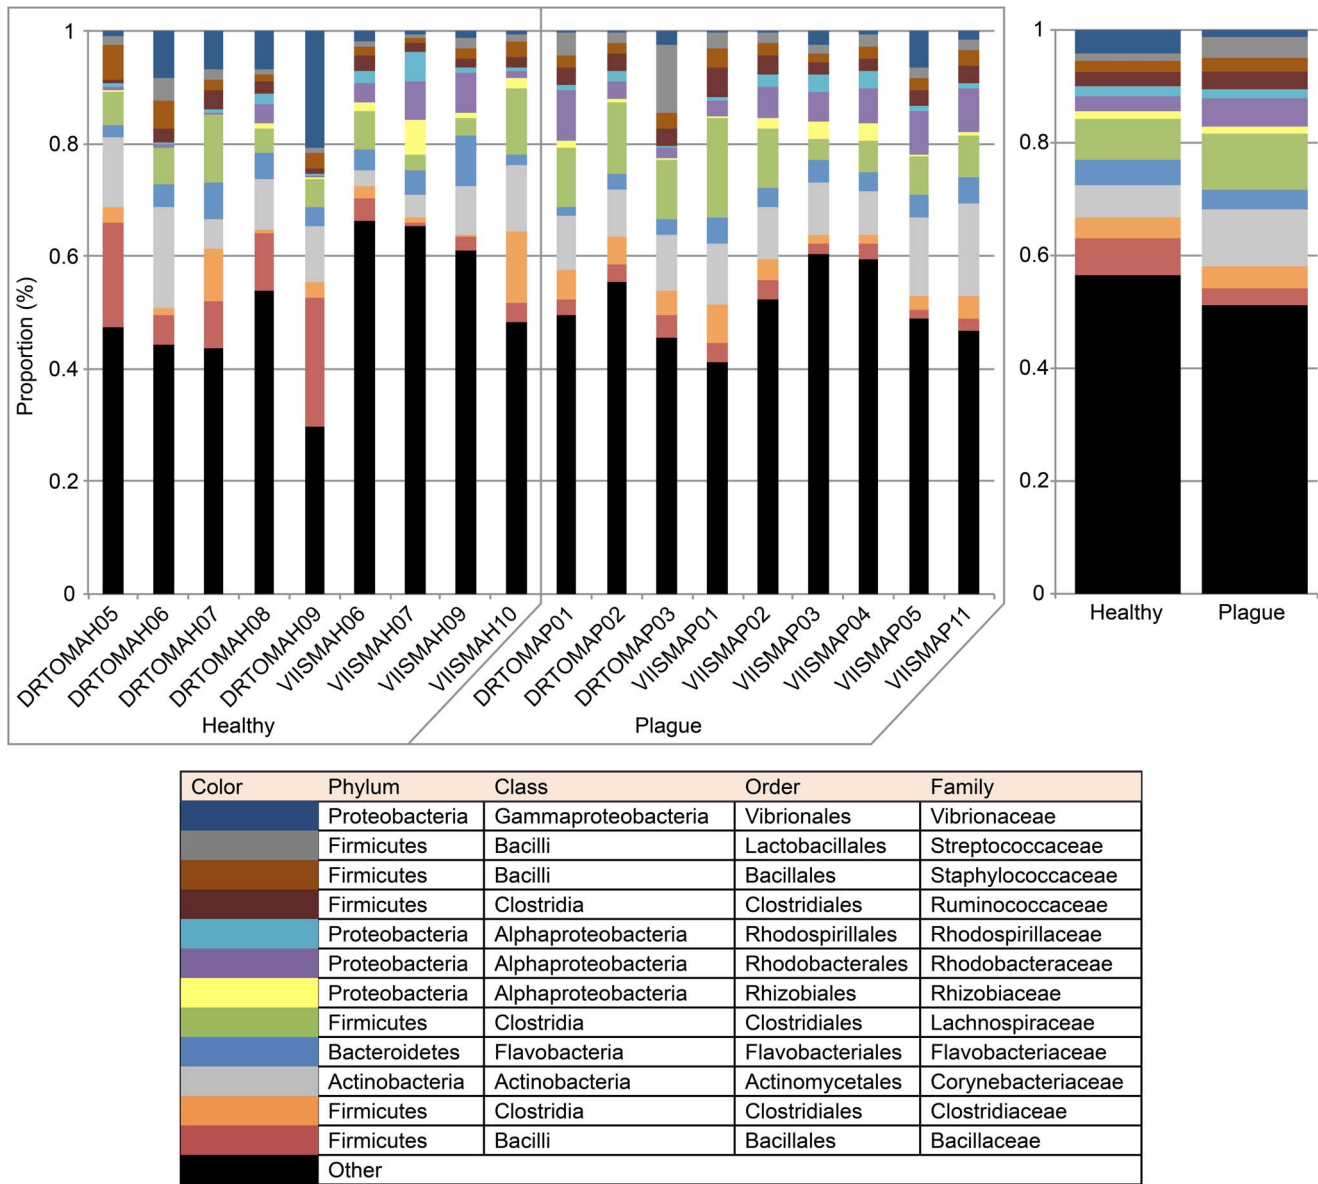 Proportion (%)
1
0.8
0.6
0.4
0.2
0
DRTOMAH05
DRTOMAH06
DRTOMAH07
DRTOMAH08
DRTOMAH09
VIISMAH06
VIISMAH07
VIISMAH09
VIISMAH10
DRTOMAP01
DRTOMAP02
DRTOMAP03
VIISMAP01
VIISMAP02
VIISMAP03
VIISMAP04
VIISMAP05
VIISMAP11
Healthy
Plague
1
0.8
0.6
0.4
0.2
0
Healthy Plague
Color Phylum Class Order Family
Proteobacteria Gammaproteobacteria Vibrionales Vibrionaceae
Firmicutes Bacilli Lactobacillales Streptococcaceae
Firmicutes Bacilli Bacillales Staphylococcaceae
Firmicutes Clostridia Clostridiales Ruminococcaceae
Proteobacteria Alphaproteobacteria Rhodospirillales Rhodospirillaceae
Proteobacteria Alphaproteobacteria Rhodobacterales Rhodobacteraceae
Proteobacteria Alphaproteobacteria Rhizobiales Rhizobiaceae
Firmicutes Clostridia Clostridiales Lachnospiraceae
Bacteroidetes Flavobacteria Flavobacteriales Flavobacteriaceae
Actinobacteria Actinobacteria Actinomycetales Corynebacteriaceae
Firmicutes Clostridia Clostridiales Clostridiaceae
Firmicutes Bacilli Bacillales Bacillaceae
Other